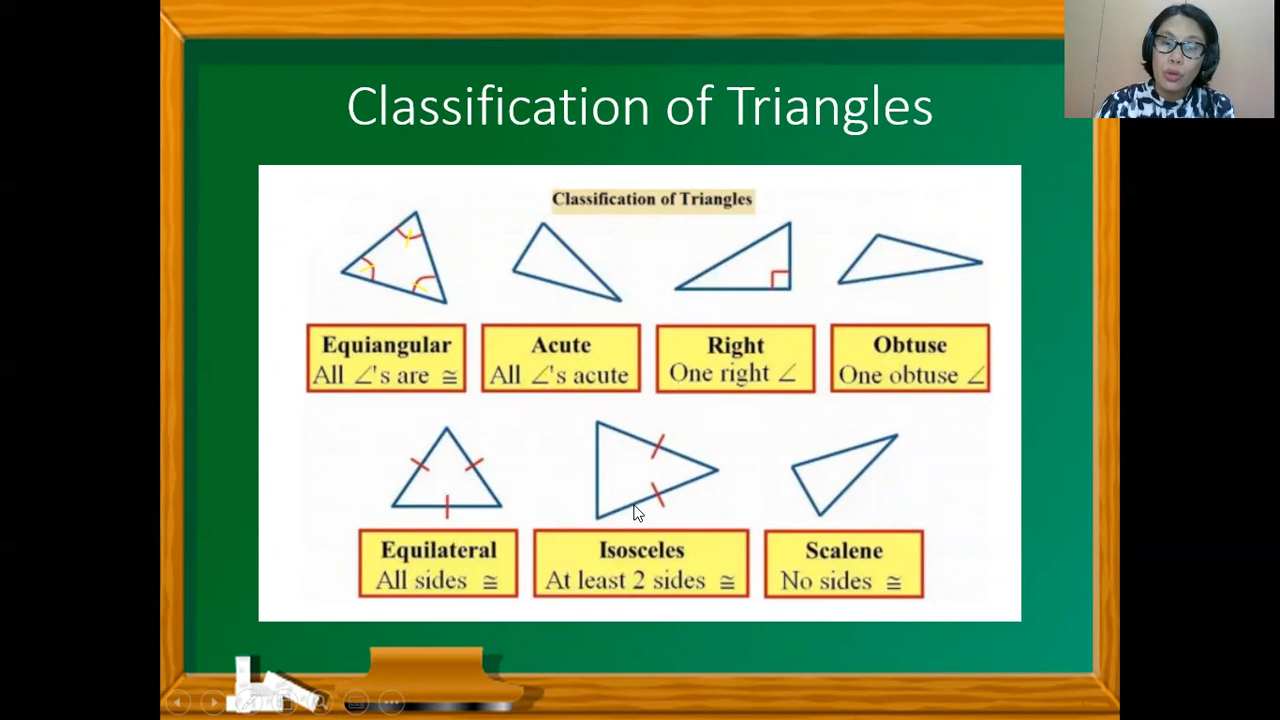 Classification of Triangles
Classification of Triangles
Equiangular
All ∠'s are ≅
Acute
All ∠'s acute
Right
One right ∠
Obtuse
One obtuse ∠
Equilateral
All sides ≅
Isosceles
At least 2 sides ≅
Scalene
No sides ≅